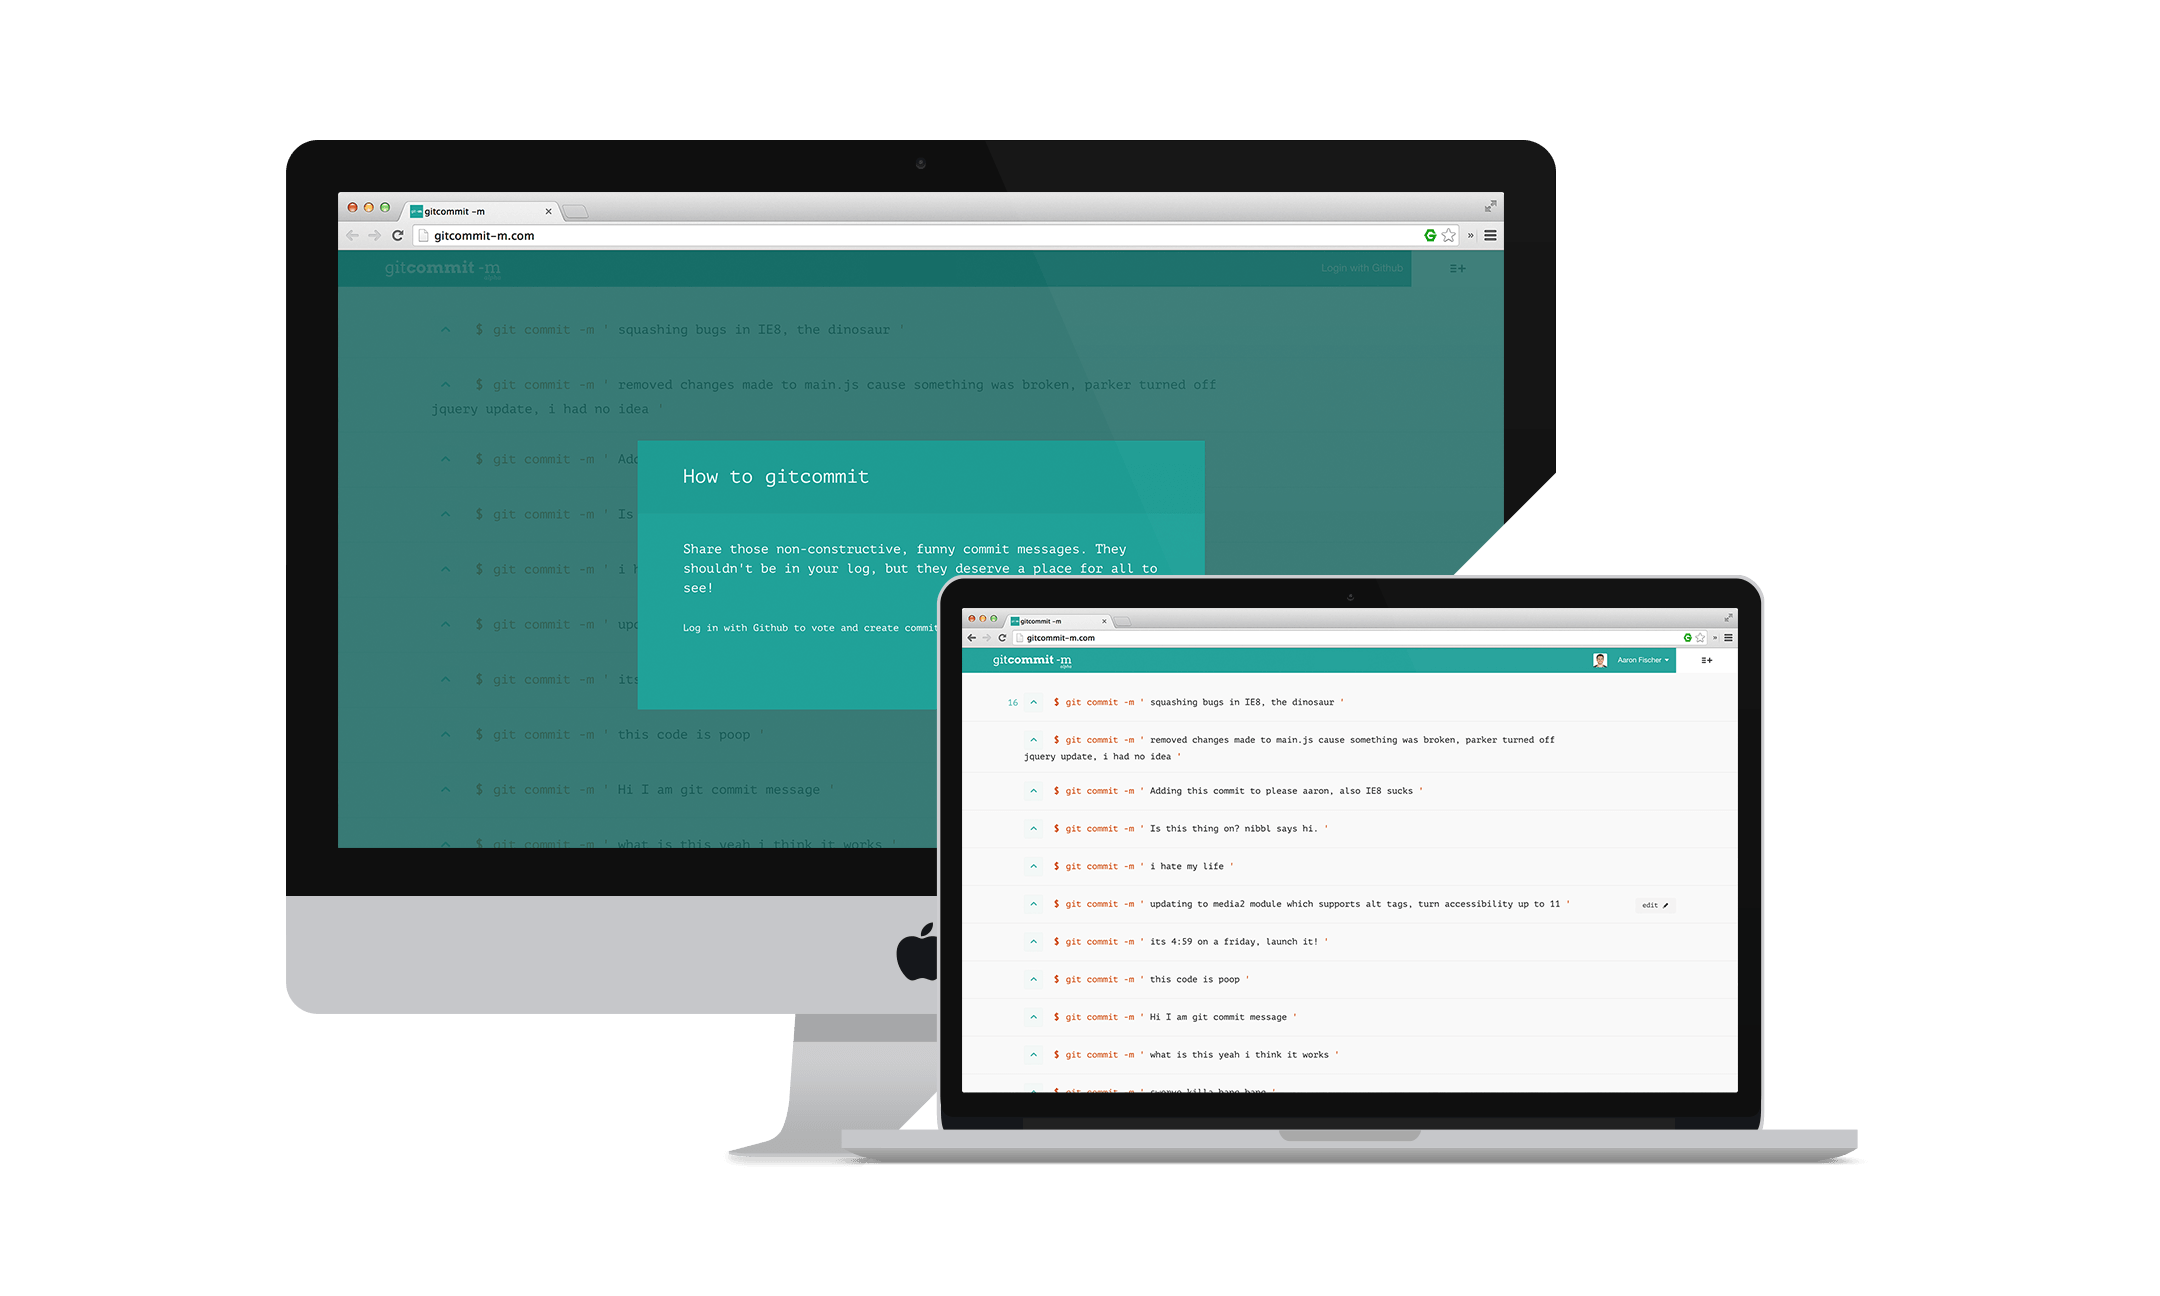 gitcommit -m
gitcommit-m.com
gitcommit -m
alpha
Login with Github
$ git commit -m ' squashing bugs in IE8, the dinosaur '
$ git commit -m ' removed changes made to main.js cause something was broken, parker turned off
jquery update, i had no idea '
$ git commit -m ' Add
$ git commit -m ' Is
$ git commit -m ' i h
$ git commit -m ' upd
$ git commit -m ' its
$ git commit -m ' this code is poop '
$ git commit -m ' Hi I am git commit message '
$ git commit -m ' what is this yeah i think it works '
How to gitcommit
Share those non-constructive, funny commit messages. They
shouldn't be in your log, but they deserve a place for all to
see!
Log in with Github to vote and create commit
gitcommit -m
gitcommit-m.com
gitcommit -m
alpha
Aaron Fischer
16 $ git commit -m ' squashing bugs in IE8, the dinosaur '
$ git commit -m ' removed changes made to main.js cause something was broken, parker turned off
jquery update, i had no idea '
$ git commit -m ' Adding this commit to please aaron, also IE8 sucks '
$ git commit -m ' Is this thing on? nibbl says hi. '
$ git commit -m ' i hate my life '
$ git commit -m ' updating to media2 module which supports alt tags, turn accessibility up to 11 ' edit
$ git commit -m ' its 4:59 on a friday, launch it! '
$ git commit -m ' this code is poop '
$ git commit -m ' Hi I am git commit message '
$ git commit -m ' what is this yeah i think it works '
$ git commit -m '